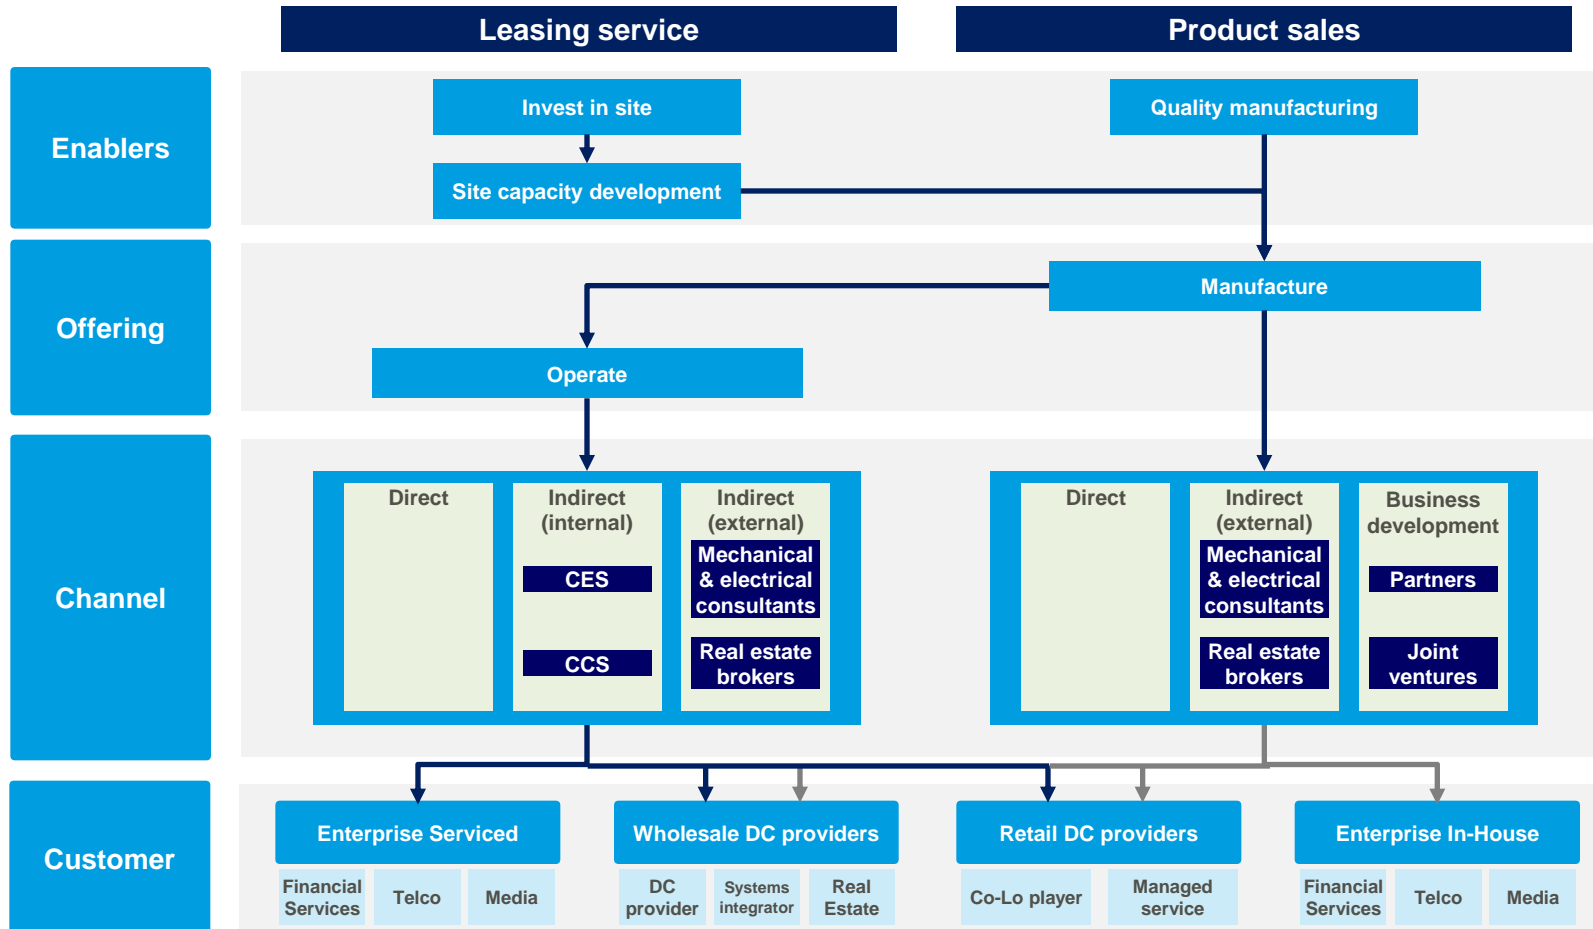 Leasing service
Product sales
Enablers
Invest in site
Quality manufacturing
Site capacity development
Offering
Manufacture
Operate
Channel
Direct
Indirect
(internal)
CES
CCS
Indirect
(external)
Mechanical
& electrical
consultants
Real estate
brokers
Direct
Indirect
(external)
Mechanical
& electrical
consultants
Real estate
brokers
Business
development
Partners
Joint
ventures
Customer
Enterprise Serviced
Financial
Services
Telco
Media
Wholesale DC providers
DC
provider
Systems
integrator
Real
Estate
Retail DC providers
Co-Lo player
Managed
service
Enterprise In-House
Financial
Services
Telco
Media